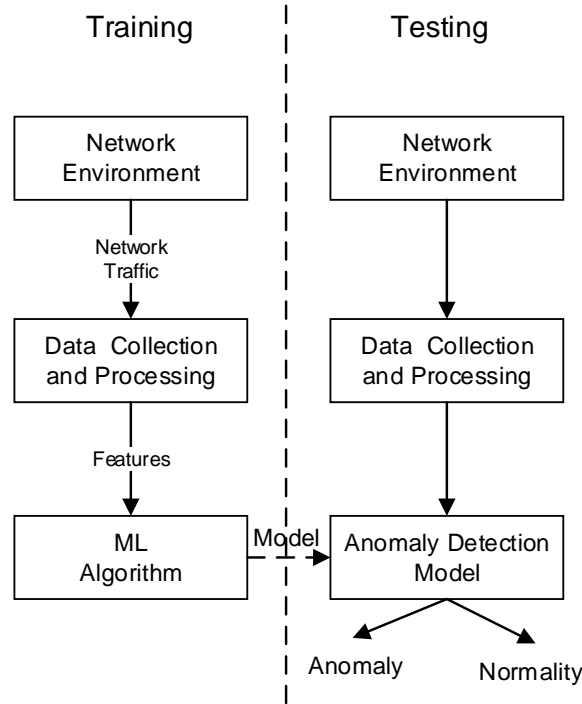 Training
Testing
Network
Environment
Network
Environment
Network
Traffic
Data Collection
and Processing
Data Collection
and Processing
Features
ML
Algorithm
Model
Anomaly Detection
Model
Anomaly
Normality